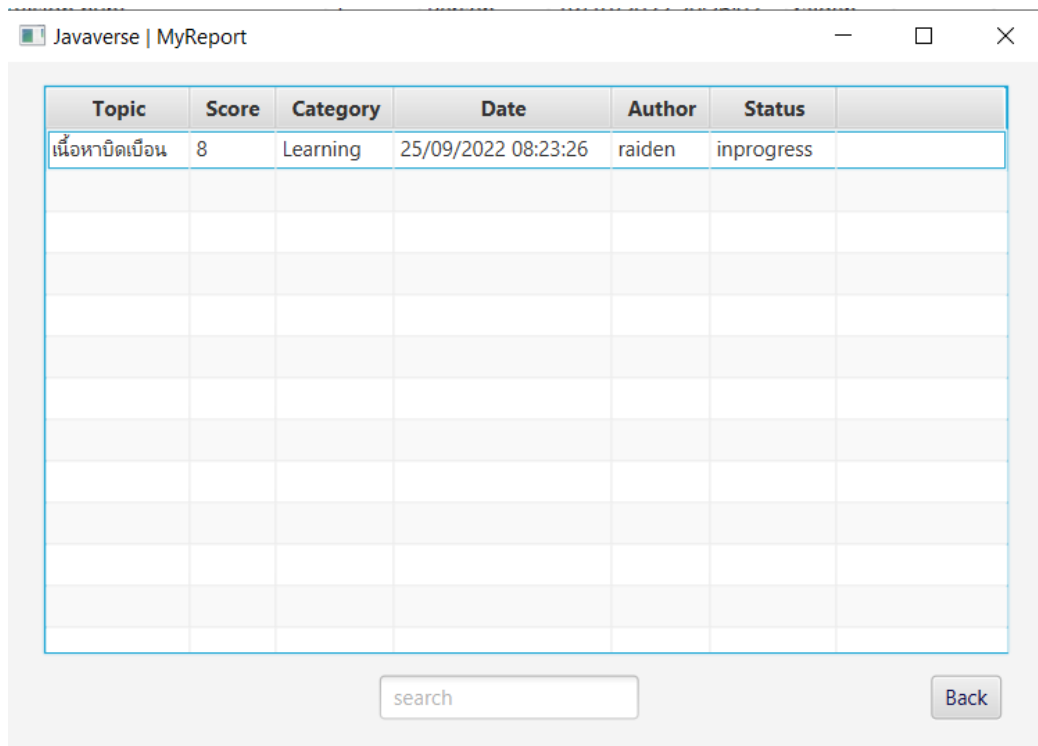 Javaverse | MyReport
Topic Score Category Date Author Status
เนื้อหาบิดเบือน 8 Learning 25/09/2022 08:23:26 raiden inprogress
search Back